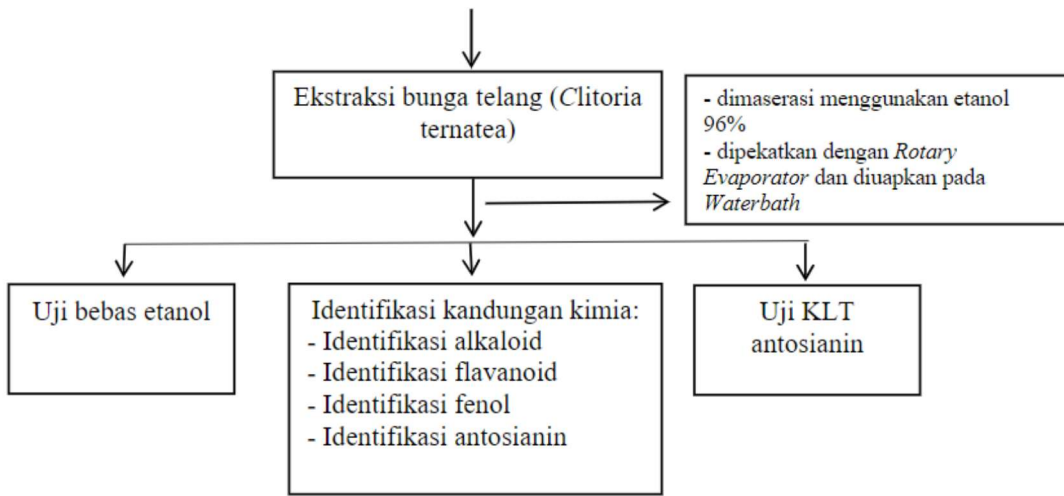 Ekstraksi bunga telang (Clitoria
ternatea)
- dimaserasi menggunakan etanol
96%
- dipekatkan dengan Rotary
Evaporator dan diuapkan pada
Waterbath
Uji bebas etanol
Identifikasi kandungan kimia:
- Identifikasi alkaloid
- Identifikasi flavanoid
- Identifikasi fenol
- Identifikasi antosianin
Uji KLT
antosianin